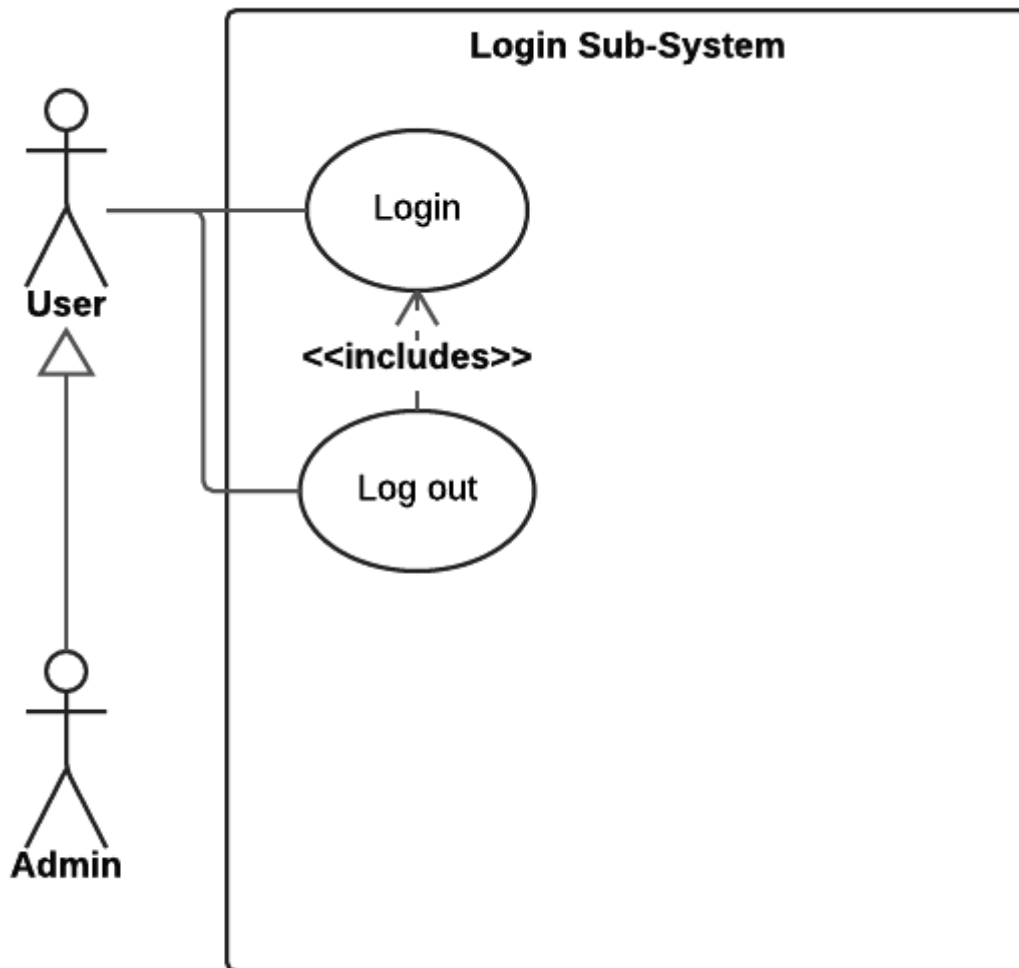 Login Sub-System
Login
User
<<includes>>
Log out
Admin